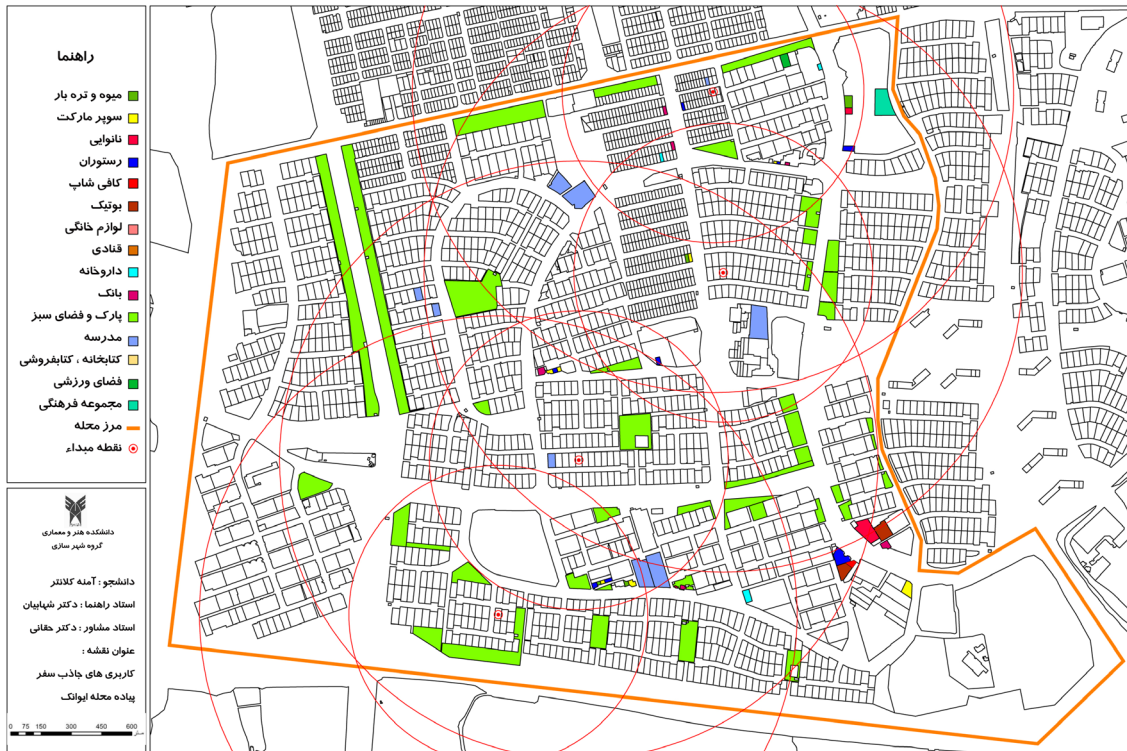 راهنما
میوه و تره بار
سوپر مارکت
نانوایی
رستوران
کافی شاپ
بوتیک
لوازم خانگی
قنادی
داروخانه
بانک
پارک و فضای سبز
مدرسه
کتابخانه ، کتابفروشی
فضای ورزشی
مجموعه فرهنگی
مرز محله
نقطه مبداء
دانشکده هنر و معماری
گروه شهر سازی
دانشجو : آمنه کلانتر
استاد راهنما : دکتر شهابیان
استاد مشاور : دکتر حقانی
عنوان نقشه :
کاربری های جاذب سفر
پیاده محله ایوانک
0 75 150 300 450 600